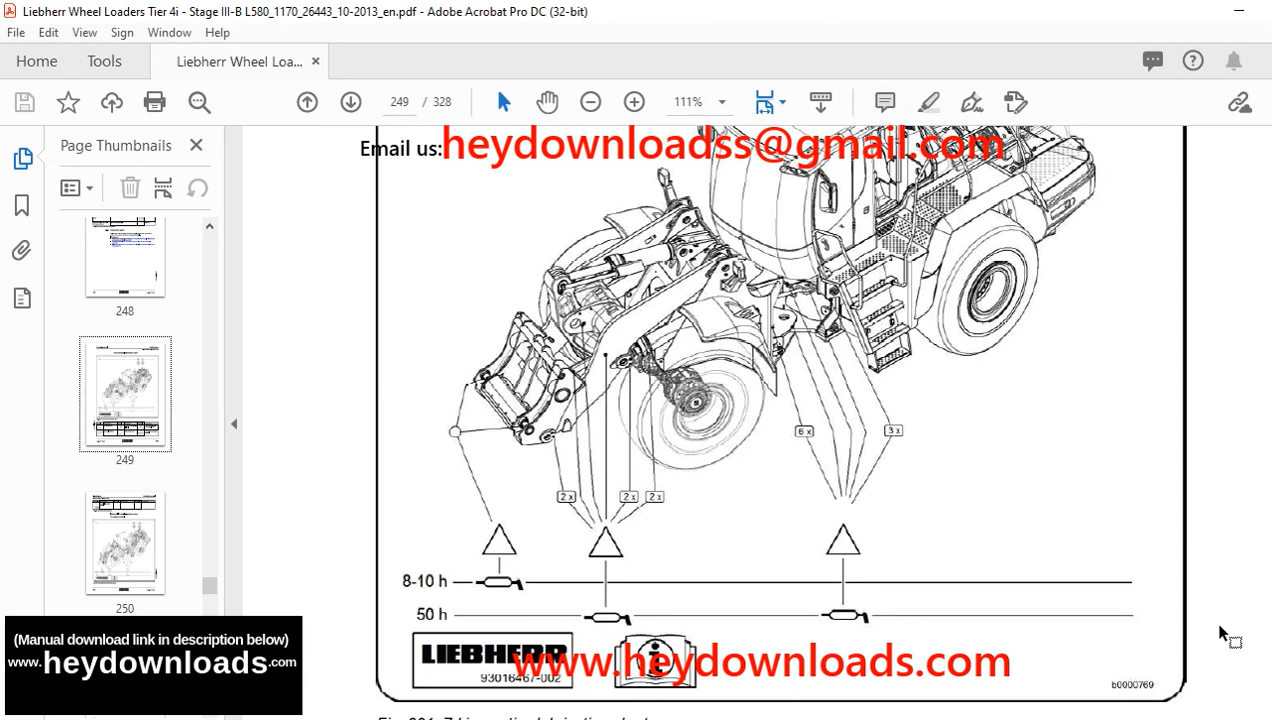 Liebherr Wheel Loaders Tier 4i - Stage III-B L580_1170_26443_10-2013_en.pdf - Adobe Acrobat Pro DC (32-bit)
File Edit View Sign Window Help
Home Tools Liebherr Wheel Loa... ×
249 / 328 111%
Page Thumbnails
Email us:heydownloadss@gmail.com
248
249
250
6 x
3 x
2 x
2 x
2 x
8-10 h
50 h
LIEBHERR
93016467-002
www.heydownloads.com
b0000769
(Manual download link in description below)
www.heydownloads.com